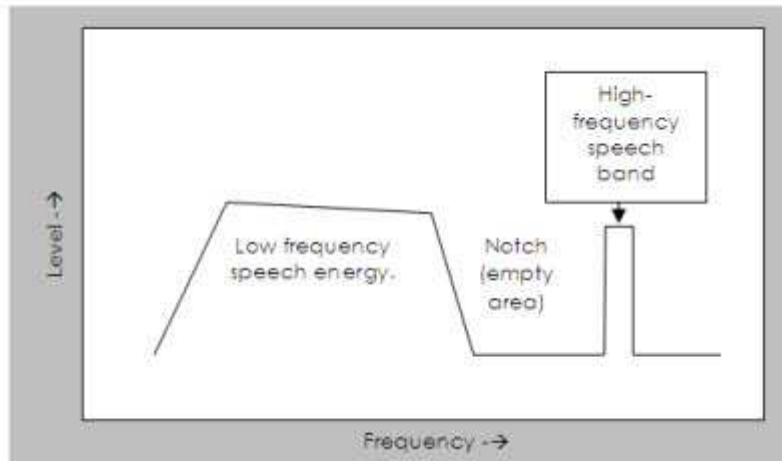 High-
frequency
speech
band
Low frequency
speech energy.
Notch
(empty
area)
Level -→
Frequency -→